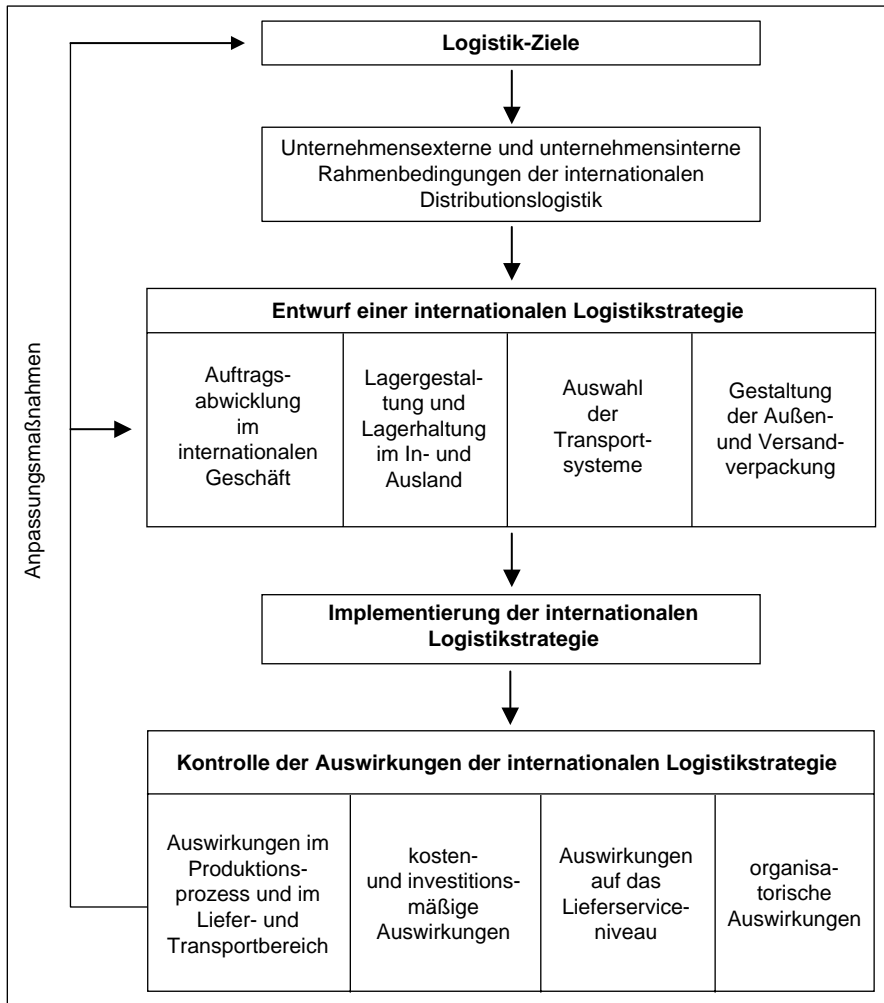 Logistik-Ziele
Unternehmensexterne und unternehmensinterne
Rahmenbedingungen der internationalen
Distributionslogistik
Entwurf einer internationalen Logistikstrategie
Auftrags-
abwicklung
im
internationalen
Geschäft
Lagergestal-
tung und
Lagerhaltung
im In- und
Ausland
Auswahl
der
Transport-
systeme
Gestaltung
der Außen-
und Versand-
verpackung
Anpassungsmaßnahmen
Implementierung der internationalen
Logistikstrategie
Kontrolle der Auswirkungen der internationalen Logistikstrategie
Auswirkungen im
Produktions-
prozess und im
Liefer- und
Transportbereich
kosten-
und investitions-
mäßige
Auswirkungen
Auswirkungen
auf das
Lieferservice-
niveau
organisa-
torische
Auswirkungen